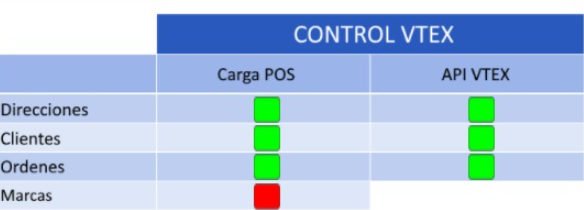 CONTROL VTEX
Carga POS API VTEX
Direcciones
Clientes
Ordenes
Marcas